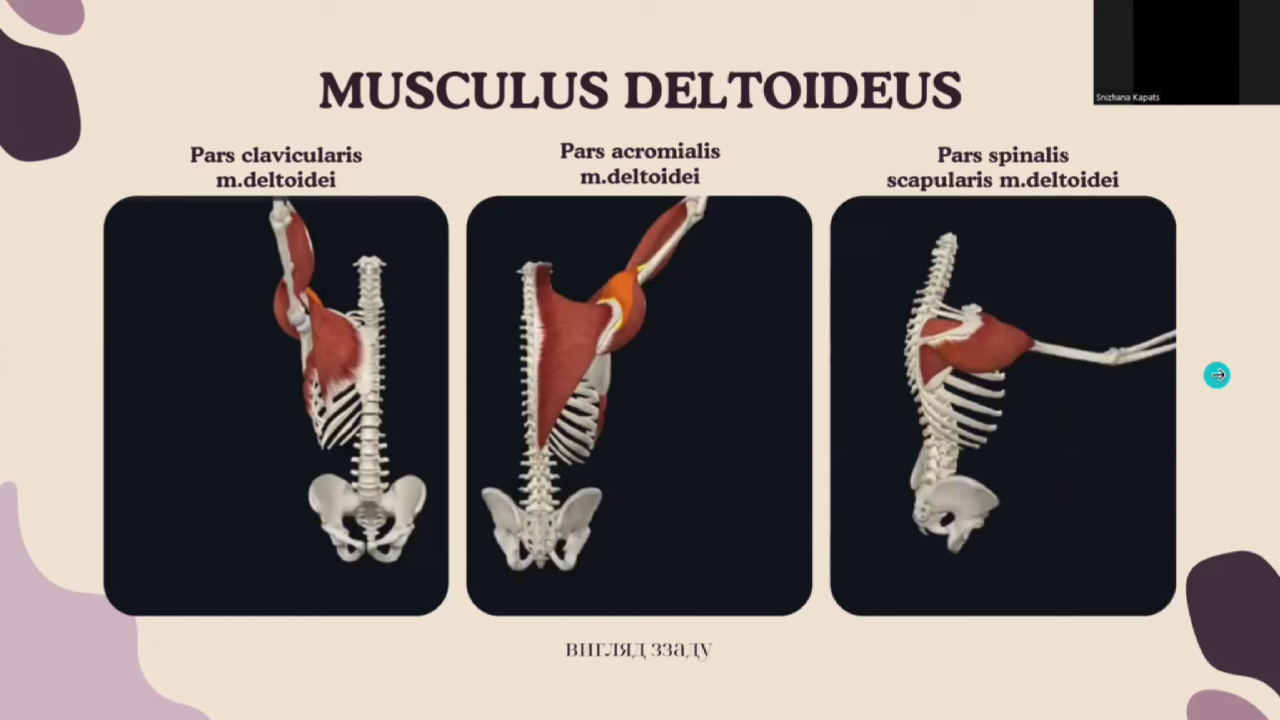 Snizhana Kapats
MUSCULUS DELTOIDEUS
Pars clavicularis
m.deltoidei
Pars acromialis
m.deltoidei
Pars spinalis
scapularis m.deltoidei
вигляд ззаду